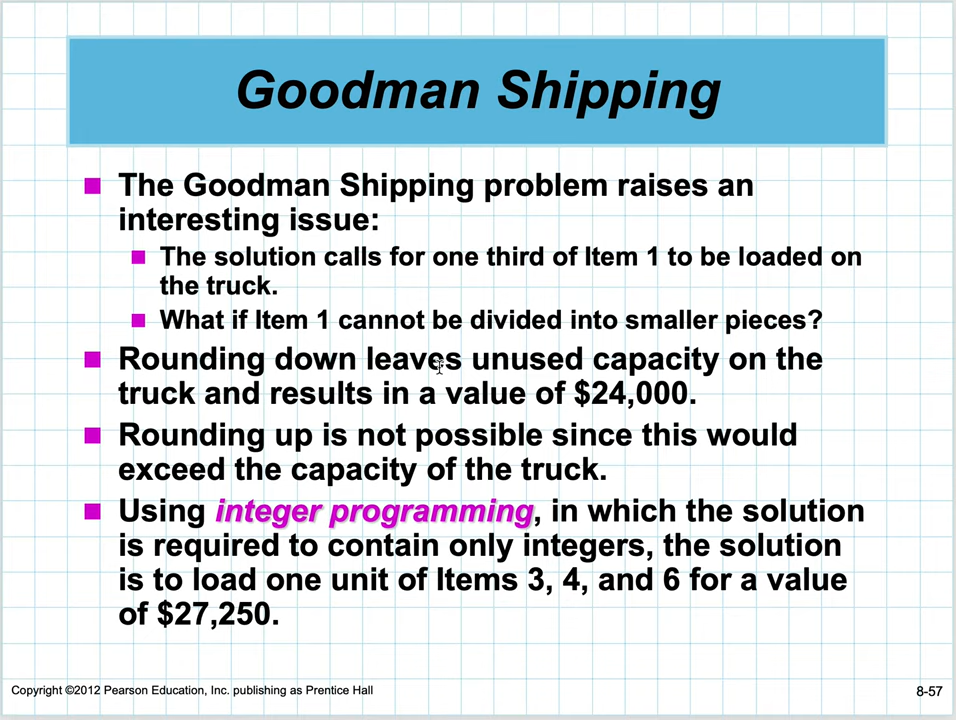 Goodman Shipping
The Goodman Shipping problem raises an
interesting issue:
The solution calls for one third of Item 1 to be loaded on
the truck.
What if Item 1 cannot be divided into smaller pieces?
Rounding down leaves unused capacity on the
truck and results in a value of $24,000.
Rounding up is not possible since this would
exceed the capacity of the truck.
Using integer programming, in which the solution
is required to contain only integers, the solution
is to load one unit of Items 3, 4, and 6 for a value
of $27,250.
Copyright ©2012 Pearson Education, Inc. publishing as Prentice Hall
8-57